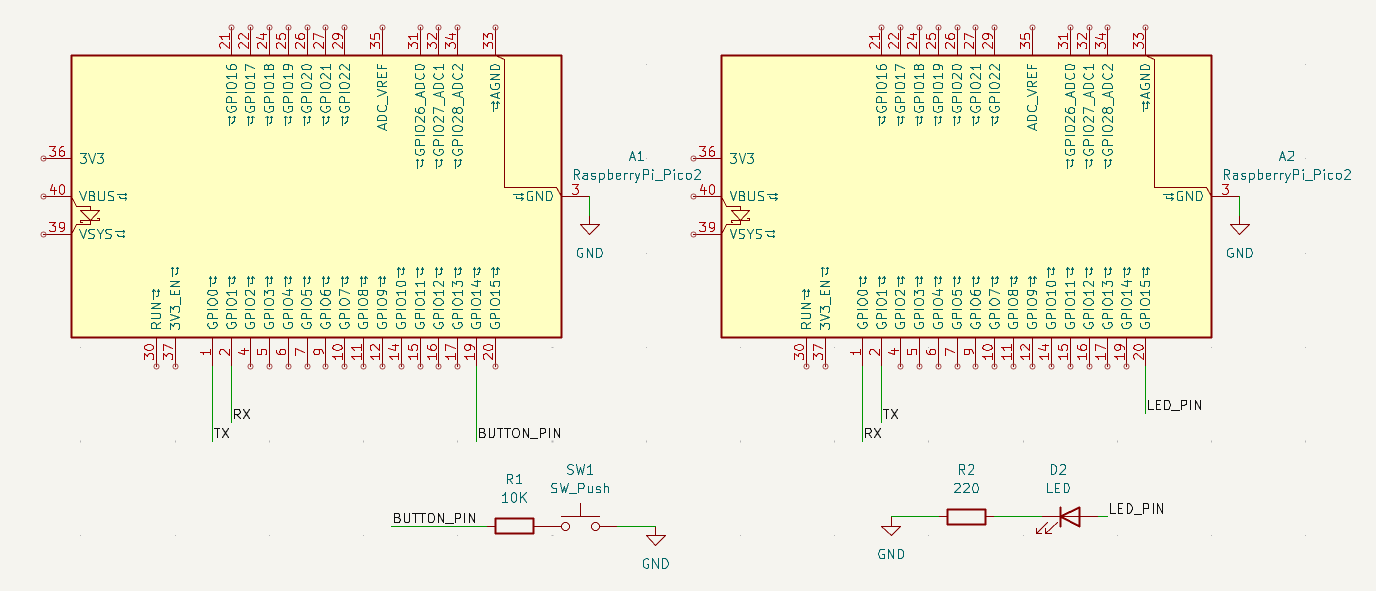 21 22 24 25 26 27 29 35 31 32 34 33
GPIO16 GPIO17 GPIO18 GPIO19 GPIO20 GPIO21 GPIO22 ADC_VREF GPIO26_ADC0 GPIO27_ADC1 GPIO28_ADC2 AGND
A1
RaspberryPi_Pico2
36 3V3
40 VBUS
39 VSYS
GND 3
GND
RUN 3V3_EN GPIO0 GPIO1 GPIO2 GPIO3 GPIO4 GPIO5 GPIO6 GPIO7 GPIO8 GPIO9 GPIO10 GPIO11 GPIO12 GPIO13 GPIO14 GPIO15
30 37 1 2 4 5 6 7 9 10 11 12 14 15 16 17 19 20
RX
TX
BUTTON_PIN
21 22 24 25 26 27 29 35 31 32 34 33
GPIO16 GPIO17 GPIO18 GPIO19 GPIO20 GPIO21 GPIO22 ADC_VREF GPIO26_ADC0 GPIO27_ADC1 GPIO28_ADC2 AGND
A2
RaspberryPi_Pico2
36 3V3
40 VBUS
39 VSYS
GND 3
GND
RUN 3V3_EN GPIO0 GPIO1 GPIO2 GPIO3 GPIO4 GPIO5 GPIO6 GPIO7 GPIO8 GPIO9 GPIO10 GPIO11 GPIO12 GPIO13 GPIO14 GPIO15
30 37 1 2 4 5 6 7 9 10 11 12 14 15 16 17 19 20
LED_PIN
TX
RX
R1
10K
SW1
SW_Push
BUTTON_PIN
GND
R2
220
D2
LED
LED_PIN
GND